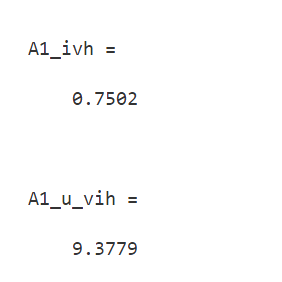 A1_ivh =
0.7502
A1_u_vih =
9.3779